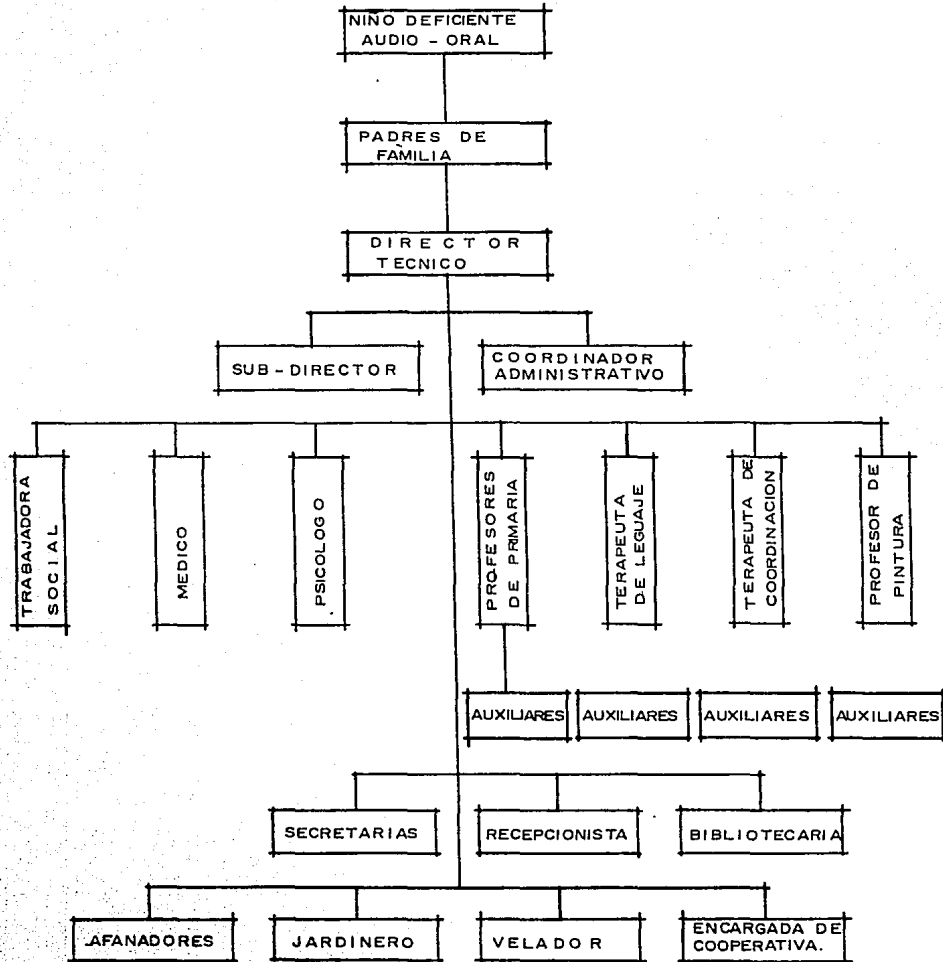 NIÑO DEFICIENTE
AUDIO - ORAL
PADRES DE
FAMILIA
DIRECTOR
TECNICO
SUB - DIRECTOR
COORDINADOR
ADMINISTRATIVO
TRABAJADORA
SOCIAL
MEDICO
PSICOLOGO
PROFESORES
DE PRIMARIA
TERAPEUTA
DE LEGUAJE
TERAPEUTA DE
COORDINACION
PROFESOR DE
PINTURA
AUXILIARES
AUXILIARES
AUXILIARES
AUXILIARES
SECRETARIAS
RECEPCIONISTA
BIBLIOTECARIA
AFANADORES
JARDINERO
VELADOR
ENCARGADA DE
COOPERATIVA.